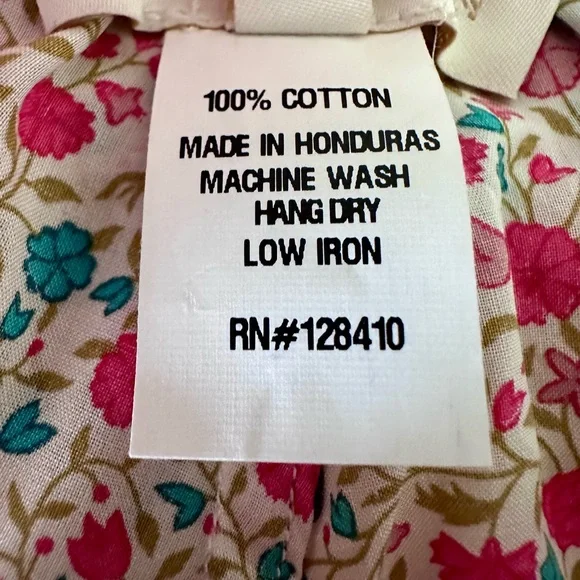 100% COTTON
MADE IN HONDURAS
MACHINE WASH
HANG DRY
LOW IRON
RN#128410